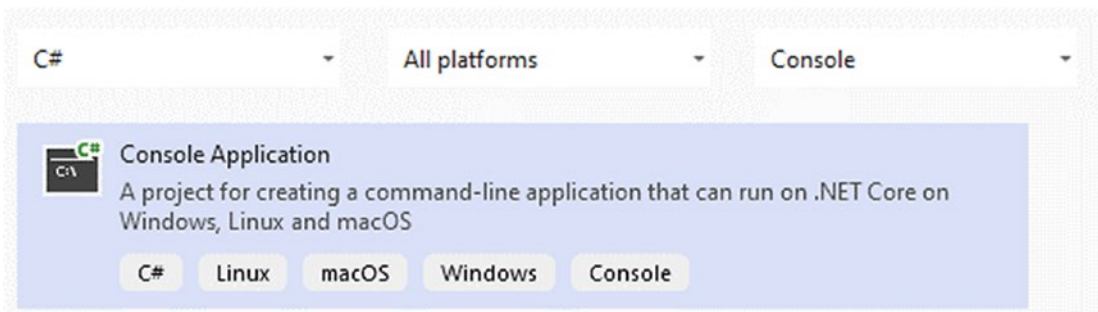 C# All platforms Console
C#
C:\
Console Application
A project for creating a command-line application that can run on .NET Core on
Windows, Linux and macOS
C# Linux macOS Windows Console